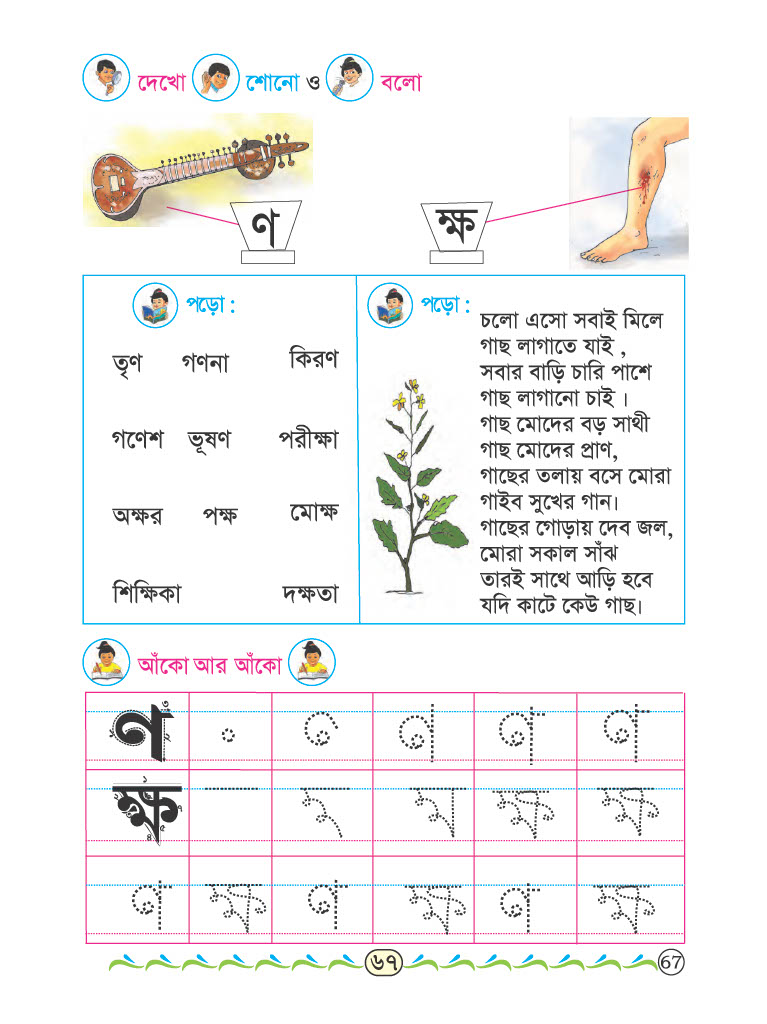 দেখো শোনো ও বলো
ণ ক্ষ
পড়ো :
তৃণ গণনা কিরণ
গণেশ ভূষণ পরীক্ষা
অক্ষর পক্ষ মোক্ষ
শিক্ষিকা দক্ষতা
পড়ো :
চলো এসো সবাই মিলে
গাছ লাগাতে যাই ,
সবার বাড়ি চারি পাশে
গাছ লাগানো চাই ।
গাছ মোদের বড় সাথী
গাছ মোদের প্রাণ,
গাছের তলায় বসে মোরা
গাইব সুখের গান।
গাছের গোড়ায় দেব জল,
মোরা সকাল সাঁঝ
তারই সাথে আড়ি হবে
যদি কাটে কেউ গাছ।
আঁকো আর আঁকো
ণ ণ ণ ণ
ক্ষ ক্ষ ক্ষ
ণ ক্ষ ণ ক্ষ ণ ক্ষ
৬৭ 67